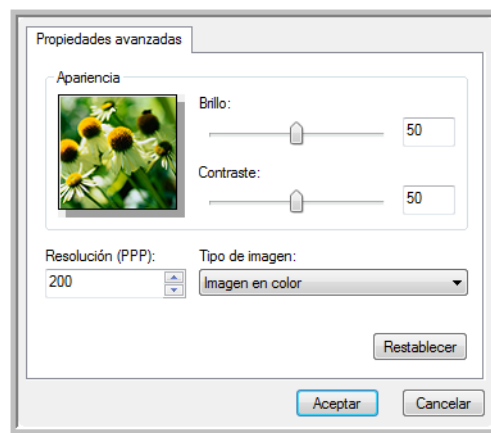 Propiedades avanzadas
Apariencia
Brillo:
50
Contraste:
50
Resolución (PPP):
200
Tipo de imagen:
Imagen en color
Restablecer
Aceptar
Cancelar